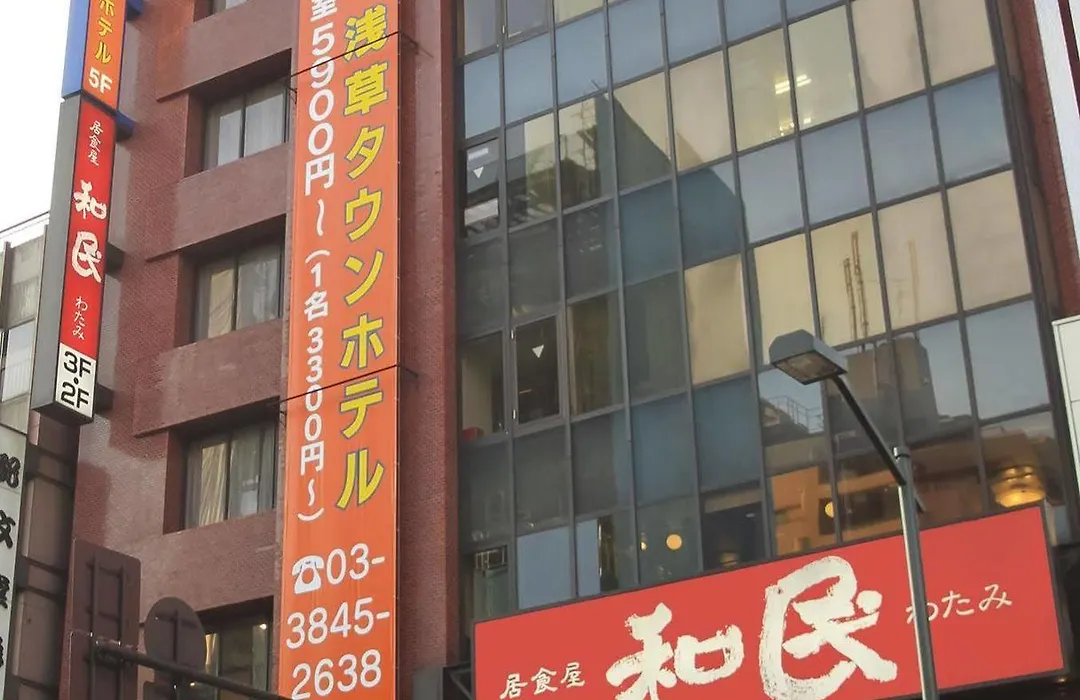 ホテル
5F
居食屋
和民
わたみ
3F・2F
浅草タウンホテル
室5900円〜(1名3300円〜)
☎03-
3845-
2638
居食屋 和民 わたみ